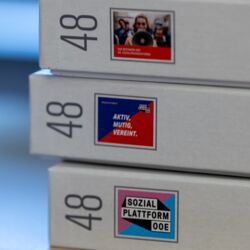 48
48
AKTIV,
MUTIG,
VEREINT.
48
SOZIAL
PLATTFORM
OOE